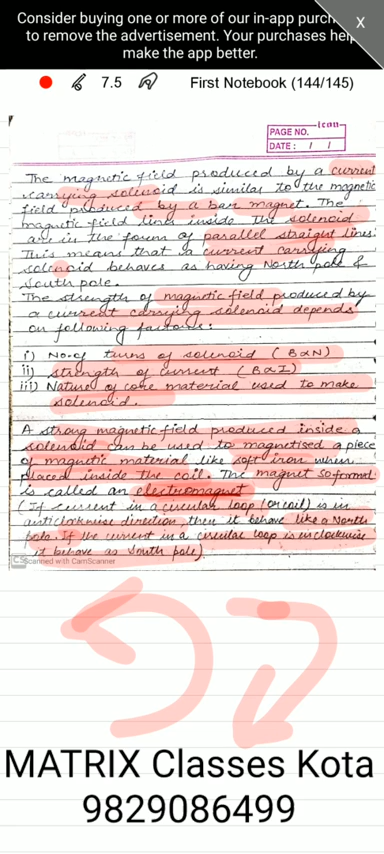 Consider buying one or more of our in-app purch
to remove the advertisement. Your purchases help
make the app better.
X
7.5
First Notebook (144/145)
icon
PAGE NO.
DATE : / /
The magnetic field produced by a current
carrying solenoid is similar to the magnetic
field produced by a bar magnet. The
magnetic field lines inside the solenoid
are in the form of parallel straight lines.
This means that a current carrying
solenoid behaves as having North pole &
South pole.
The strength of magnetic field produced by
a current carrying solenoid depends
on following factors:
i) No. of turns of solenoid (B∝N)
ii) strength of current (B∝I)
iii) Nature of core material used to make
solenoid.
A strong magnetic field produced inside a
solenoid can be used to magnetised a piece
of magnetic material like soft iron when
placed inside the coil. The magnet so formed
is called an electromagnet
(If current in a circular loop (or coil) is in
anticlockwise direction, then it behave like a North
pole. If the current in a circular loop is in clockwise
it behave as South pole)
CS Scanned with CamScanner
MATRIX Classes Kota
9829086499